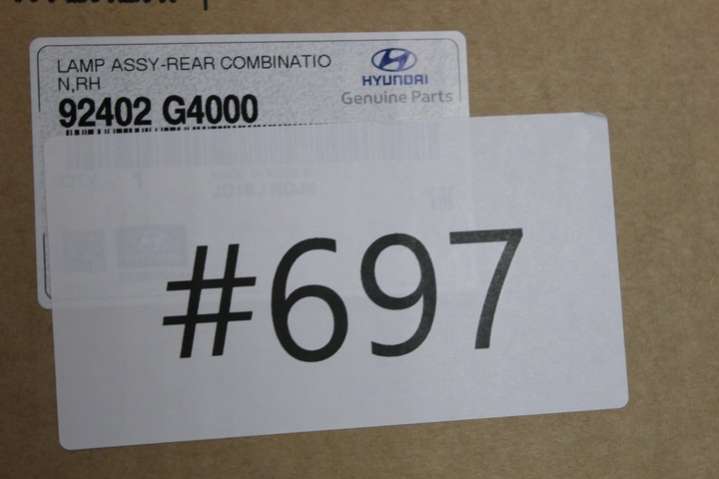 LAMP ASSY-REAR COMBINATIO
N,RH
92402 G4000
HYUNDAI
Genuine Parts
#697